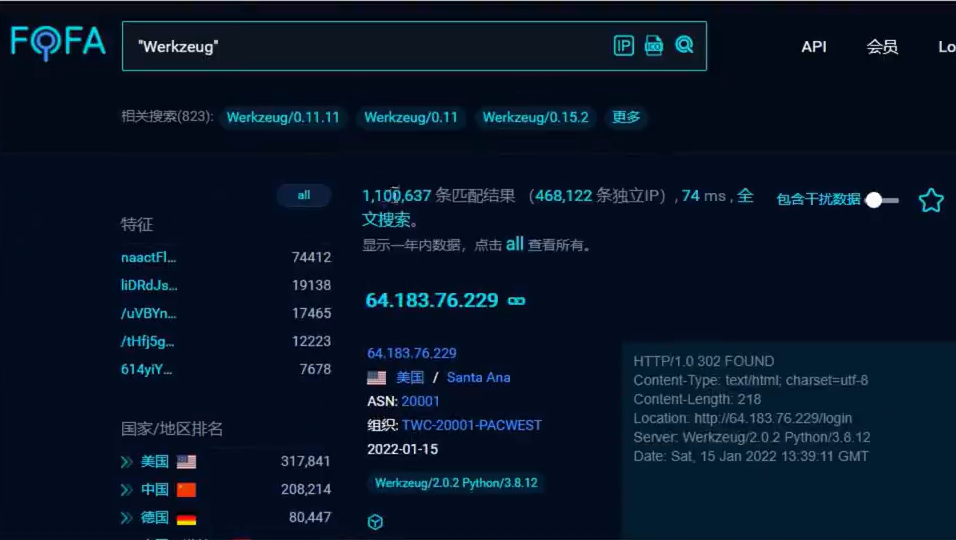 FOFA
"Werkzeug"
IP
ICO
API
会员
Lo
相关搜索(823):
Werkzeug/0.11.11
Werkzeug/0.11
Werkzeug/0.15.2
更多
all
1,100,637 条匹配结果 （468,122 条独立IP）, 74 ms , 全
文搜索。
包含干扰数据
显示一年内数据，点击 all 查看所有。
特征
naactFl... 74412
liDRdJs... 19138
/uVBYn... 17465
/tHfj5g... 12223
614yiY... 7678
国家/地区排名
美国 317,841
中国 208,214
德国 80,447
64.183.76.229
64.183.76.229
美国 / Santa Ana
ASN: 20001
组织: TWC-20001-PACWEST
2022-01-15
Werkzeug/2.0.2 Python/3.8.12
HTTP/1.0 302 FOUND
Content-Type: text/html; charset=utf-8
Content-Length: 218
Location: http://64.183.76.229/login
Server: Werkzeug/2.0.2 Python/3.8.12
Date: Sat, 15 Jan 2022 13:39:11 GMT